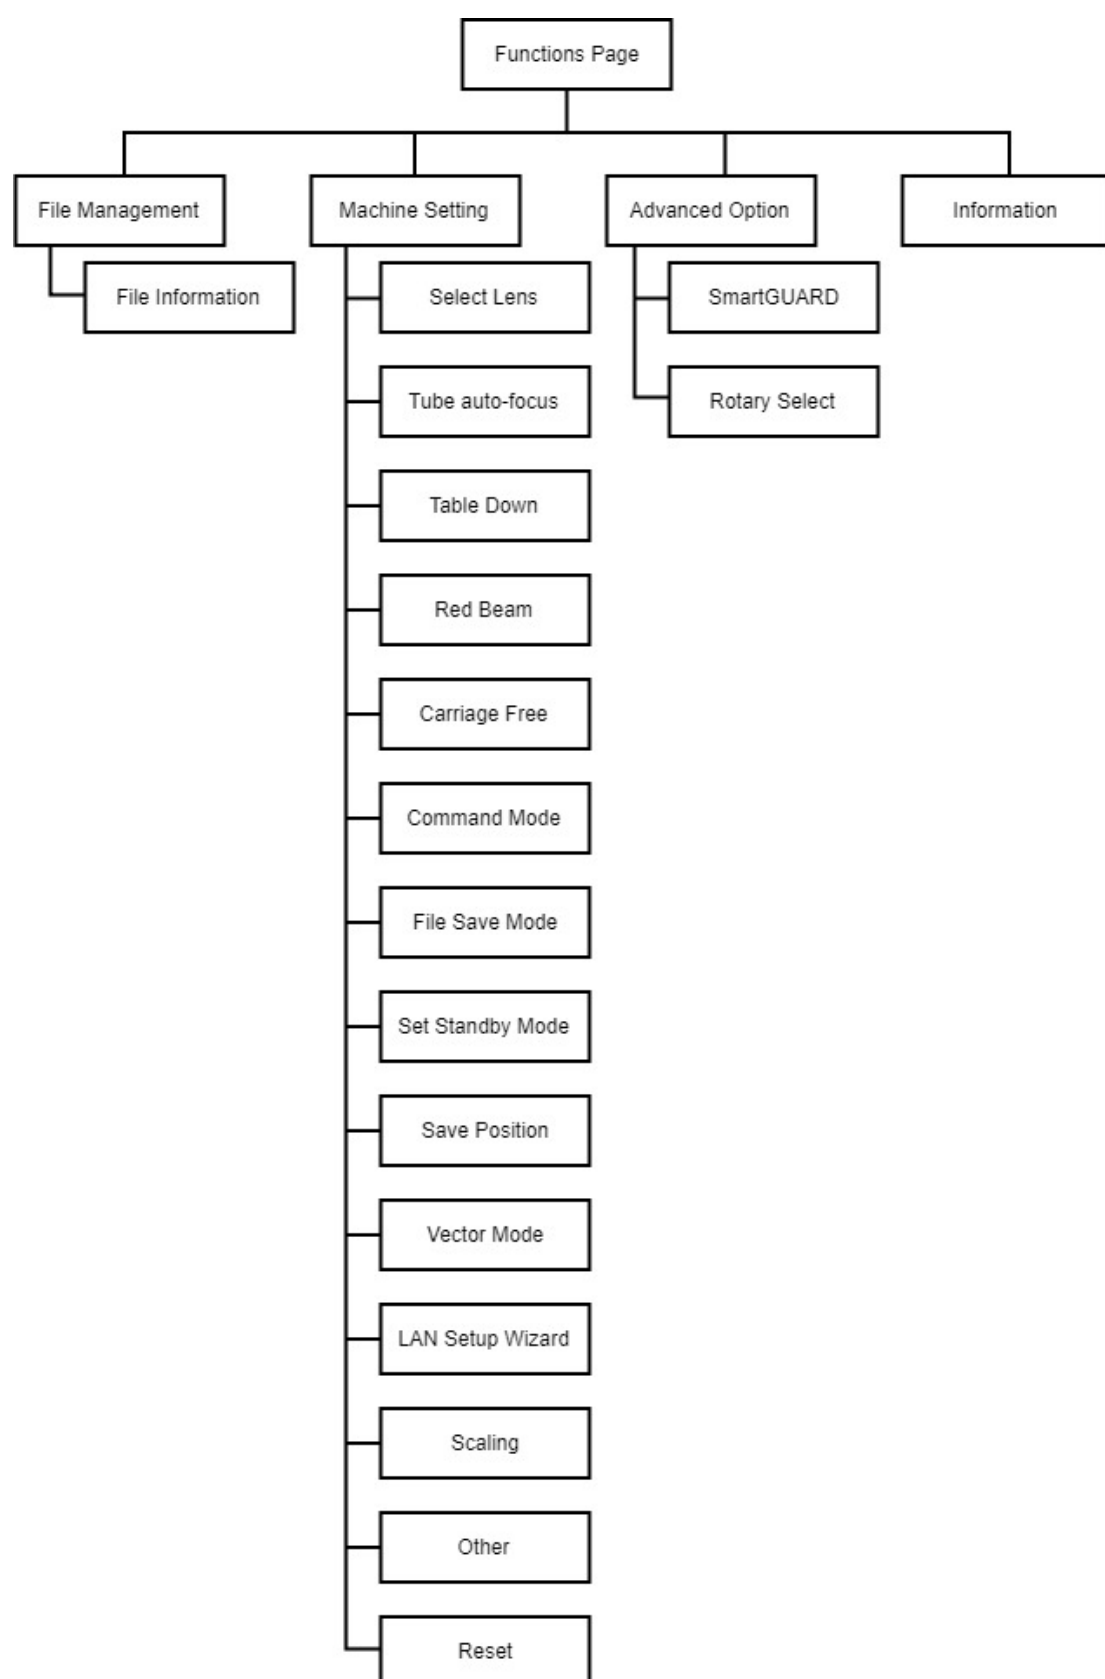 Functions Page
File Management
Machine Setting
Advanced Option
Information
File Information
Select Lens
Tube auto-focus
Table Down
Red Beam
Carriage Free
Command Mode
File Save Mode
Set Standby Mode
Save Position
Vector Mode
LAN Setup Wizard
Scaling
Other
Reset
SmartGUARD
Rotary Select